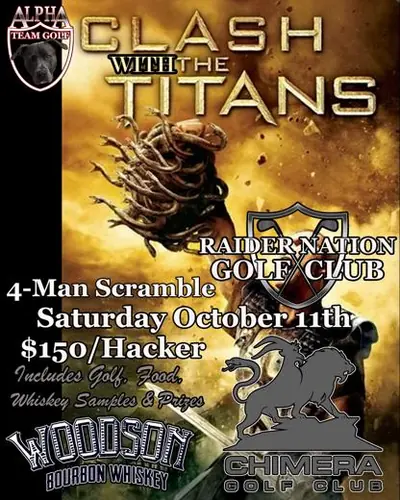 ALPHA
TEAM GOLF
CLASH
WITH THE
TITANS
RAIDER NATION
GOLF CLUB
4-Man Scramble
Saturday October 11th
$150/Hacker
Includes Golf, Food,
Whiskey Samples & Prizes
WOODSON
BOURBON WHISKEY
CHIMERA
GOLF CLUB